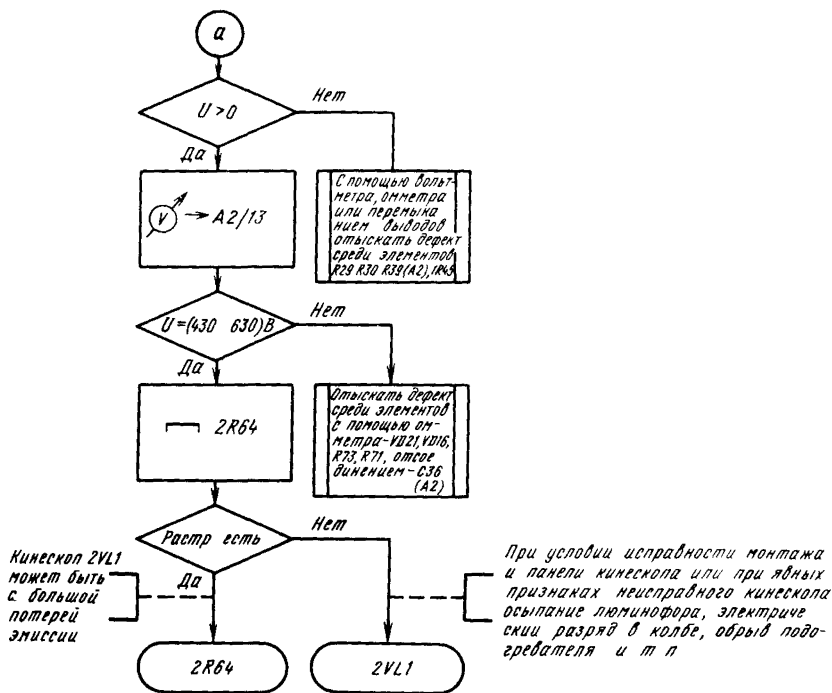 а
U > 0
Нет
Да
V → A2/13
С помощью вольт-
метра, омметра
или перемыка
нием выводов
отыскать дефект
среди элементов
R29 R30 R39(A2), 1R49
U=(430 630)В
Нет
Да
2R64
Отыскать дефект
среди элементов
с помощью ом-
метра-VD21, VD16,
R73, R71, отсое
динением-С36
(А2)
Растр есть
Нет
Да
Кинескоп 2VL1
может быть
с большой
потерей
эмиссии
При условии исправности монтажа
и панели кинескопа или при явных
признаках неисправного кинескопа
осыпание люминофора, электриче
ский разряд в колбе, обрыв подо-
гревателя и т п
2R64
2VL1